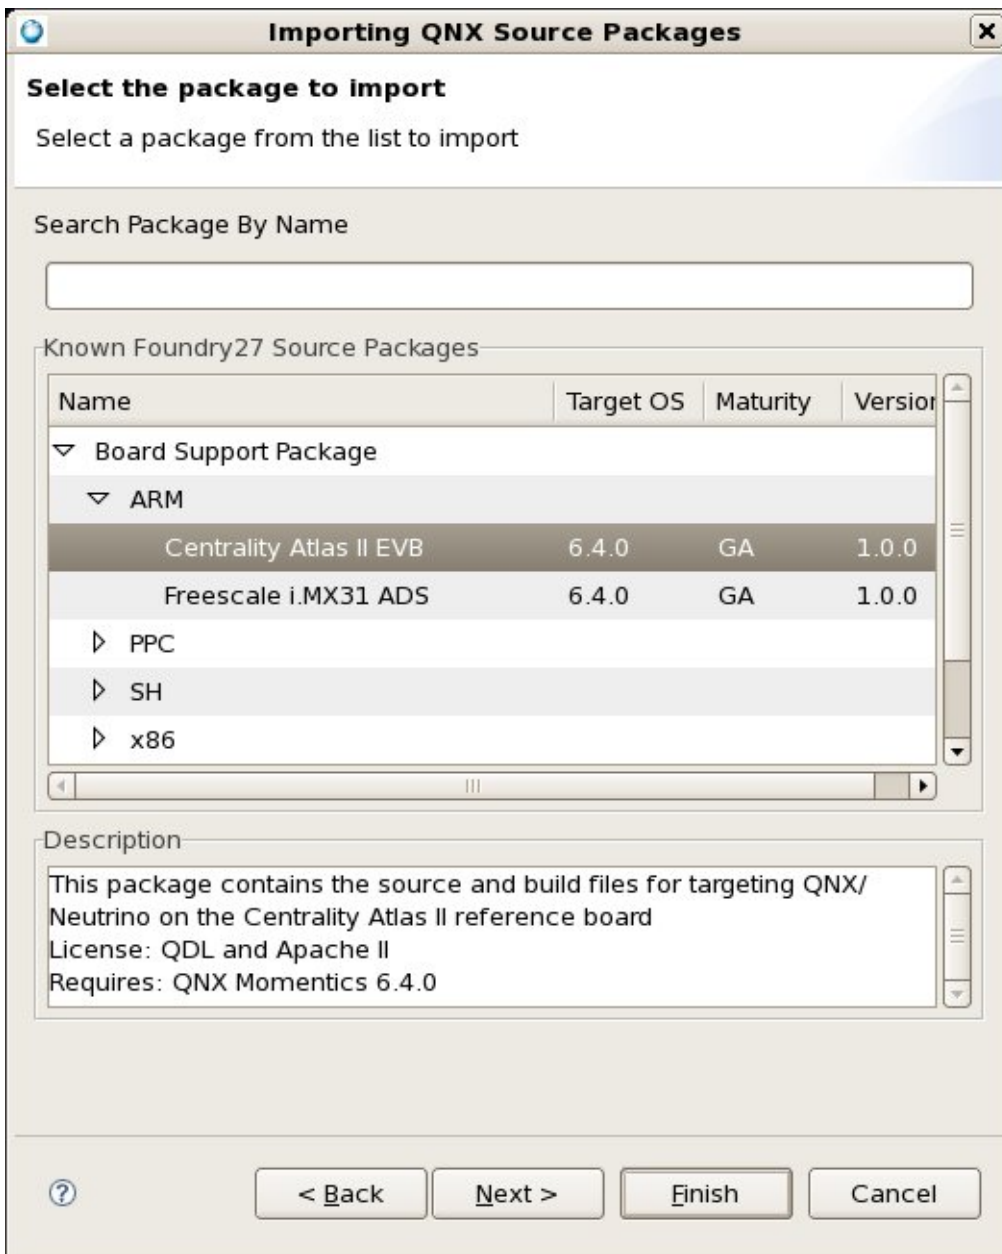 Importing QNX Source Packages
Select the package to import
Select a package from the list to import
Search Package By Name
Known Foundry27 Source Packages
Name Target OS Maturity Version
Board Support Package
ARM
Centrality Atlas II EVB 6.4.0 GA 1.0.0
Freescale i.MX31 ADS 6.4.0 GA 1.0.0
PPC
SH
x86
Description
This package contains the source and build files for targeting QNX/
Neutrino on the Centrality Atlas II reference board
License: QDL and Apache II
Requires: QNX Momentics 6.4.0
? < Back Next > Finish Cancel